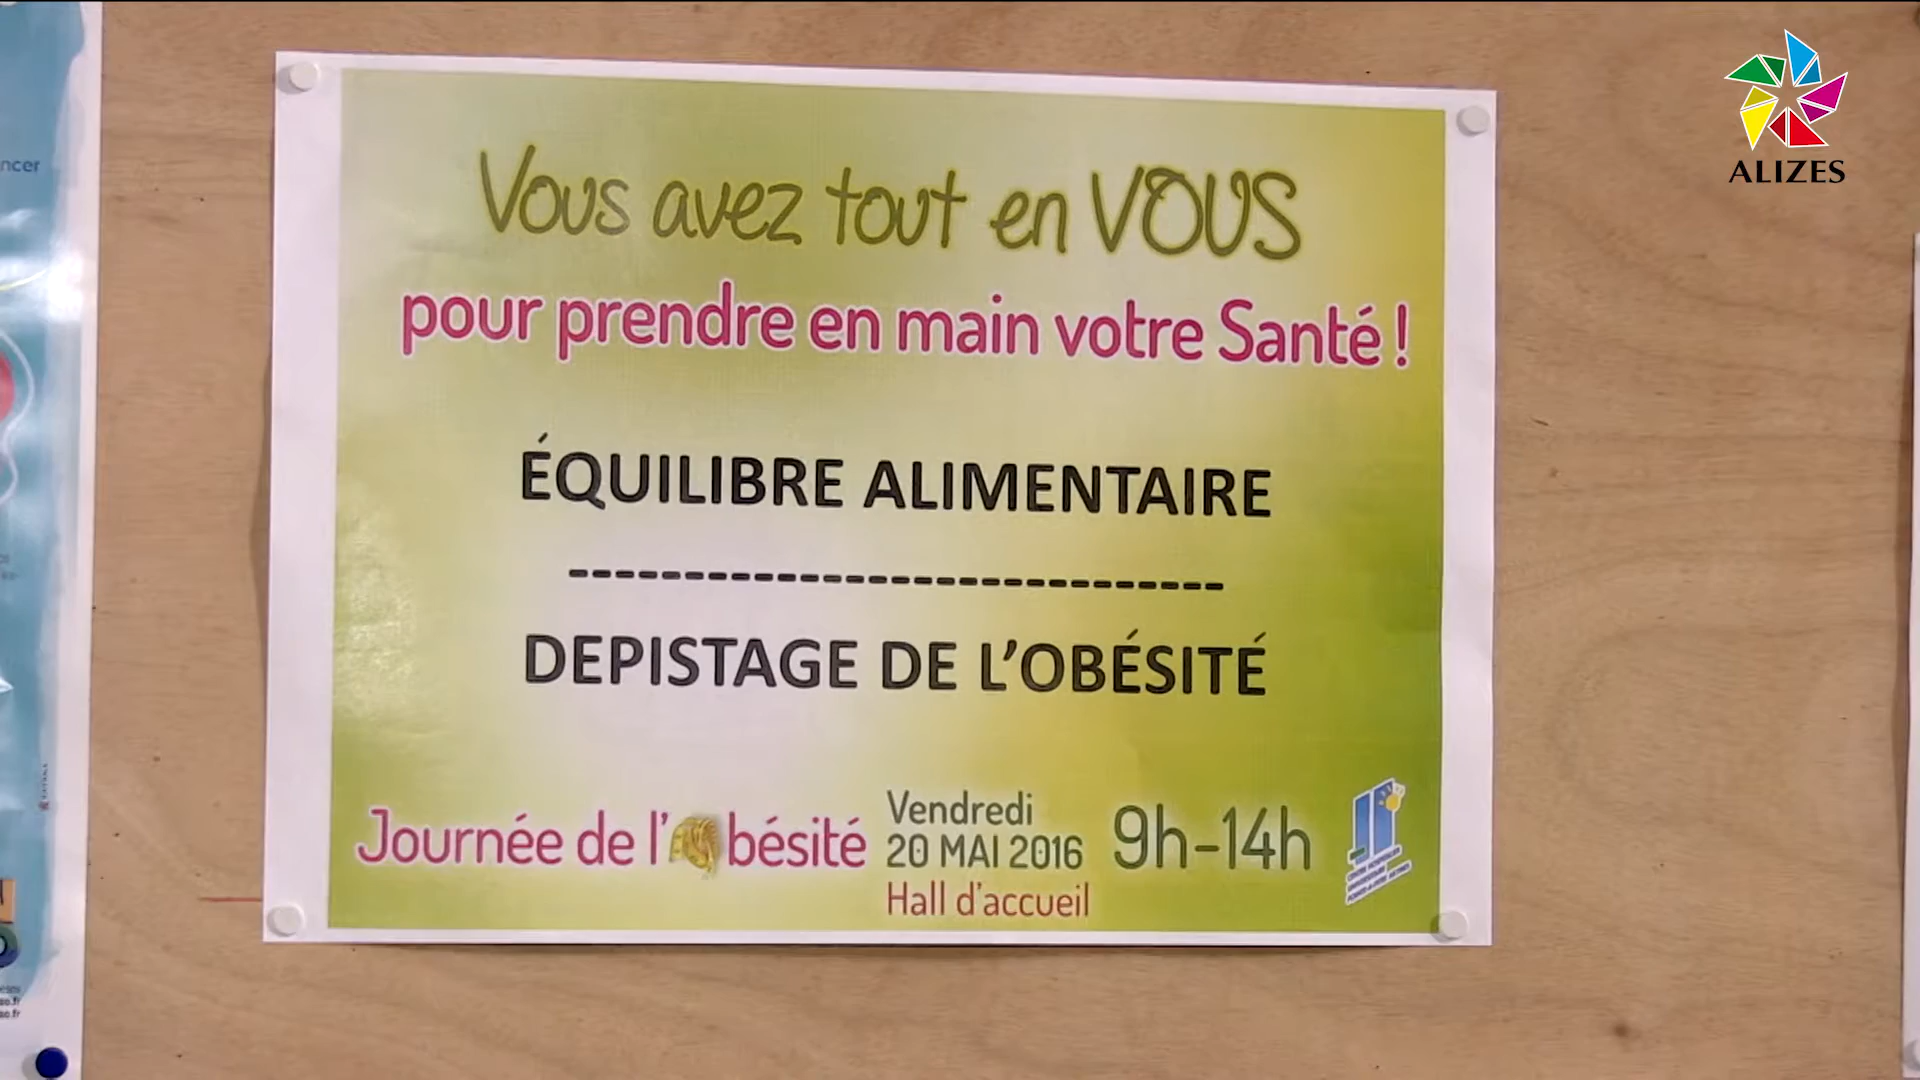 ALIZES
ncer
Vous avez tout en VOUS
pour prendre en main votre Santé !
ÉQUILIBRE ALIMENTAIRE
-----------------------------
DEPISTAGE DE L'OBÉSITÉ
Journée de l'obésité
Vendredi
20 MAI 2016
Hall d'accueil
9h-14h